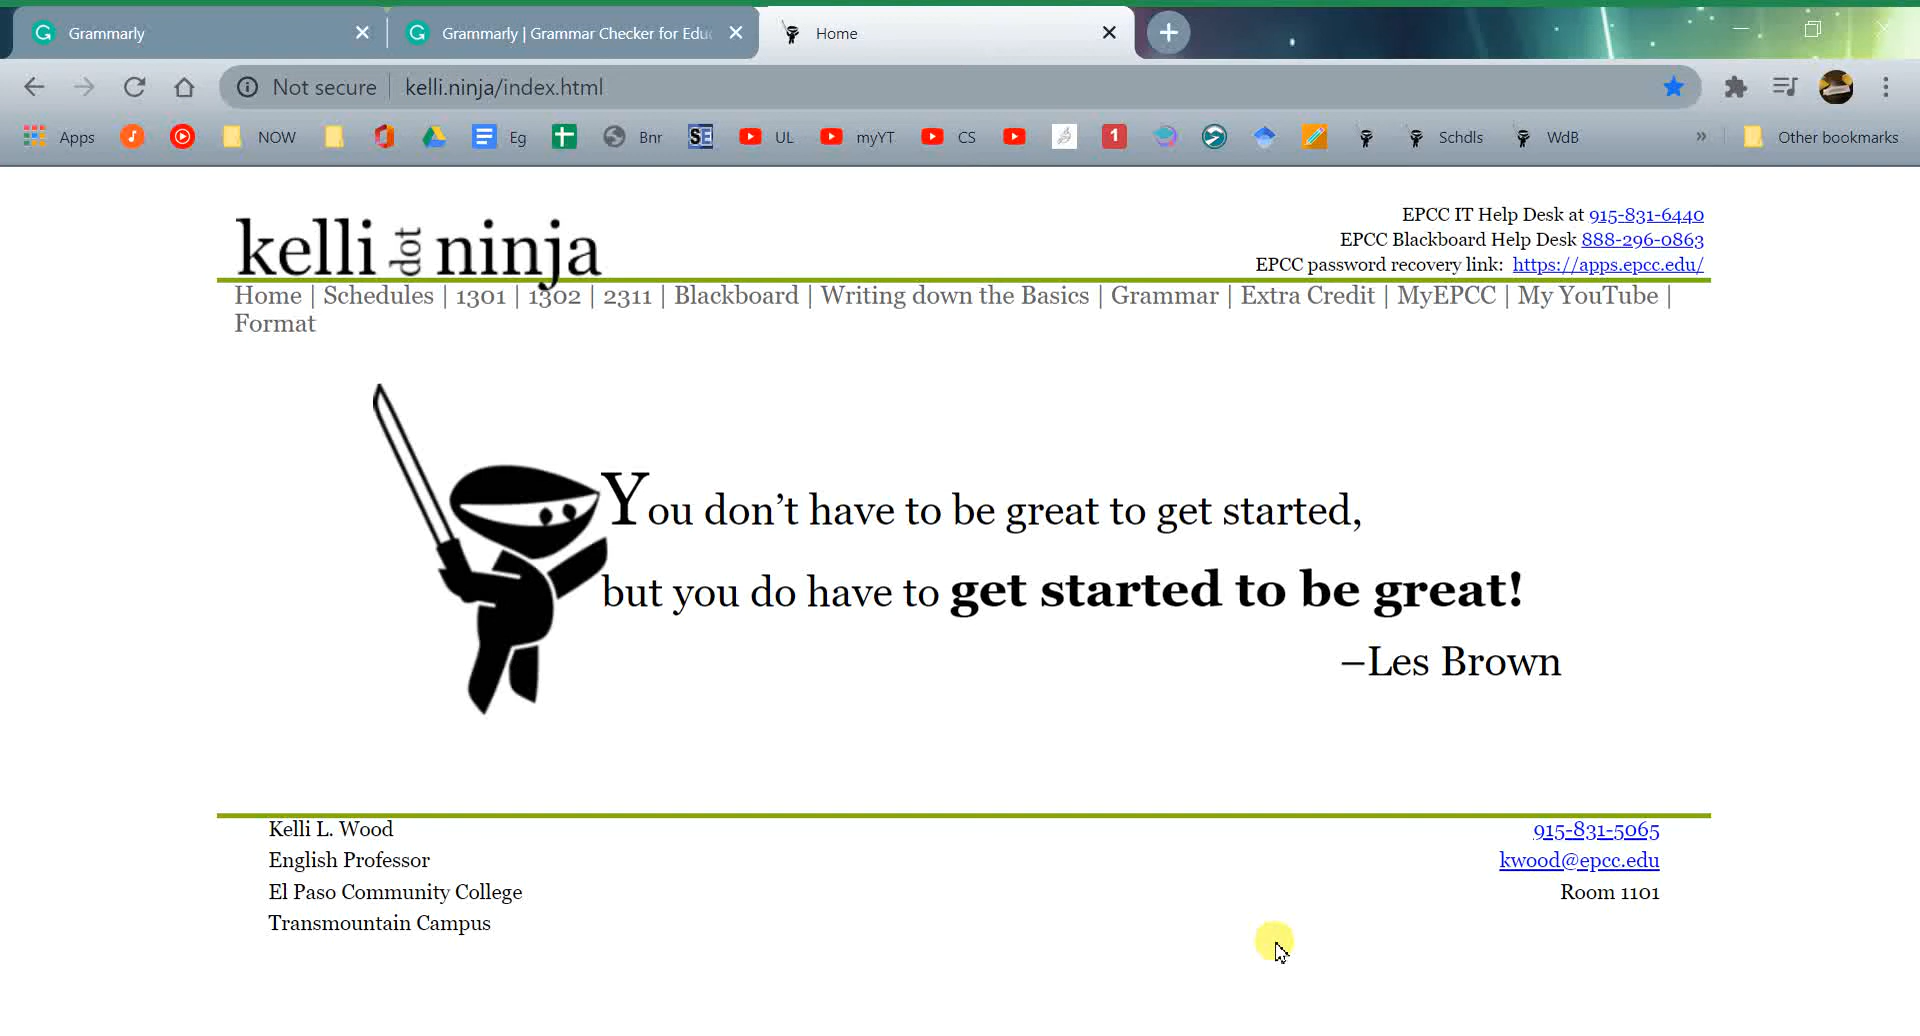 Grammarly
Grammarly | Grammar Checker for Edu
Home
Not secure
kelli.ninja/index.html
Apps
NOW
Eg
Bnr
SE
UL
myYT
CS
1
Schdls
WdB
»
Other bookmarks
kelli dot ninja
EPCC IT Help Desk at 915-831-6440
EPCC Blackboard Help Desk 888-296-0863
EPCC password recovery link: https://apps.epcc.edu/
Home | Schedules | 1301 | 1302 | 2311 | Blackboard | Writing down the Basics | Grammar | Extra Credit | MyEPCC | My YouTube |
Format
You don’t have to be great to get started,
but you do have to get started to be great!
–Les Brown
Kelli L. Wood
English Professor
El Paso Community College
Transmountain Campus
915-831-5065
kwood@epcc.edu
Room 1101